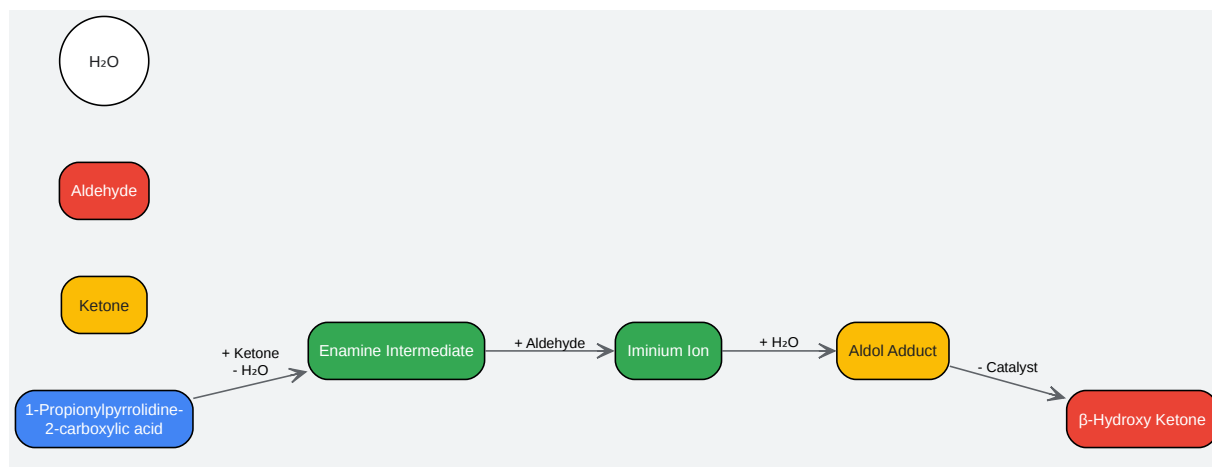 H₂O
Aldehyde
Ketone
1-Propionylpyrrolidine-
2-carboxylic acid
+ Ketone
- H₂O
Enamine Intermediate
+ Aldehyde
Iminium Ion
+ H₂O
Aldol Adduct
- Catalyst
β-Hydroxy Ketone